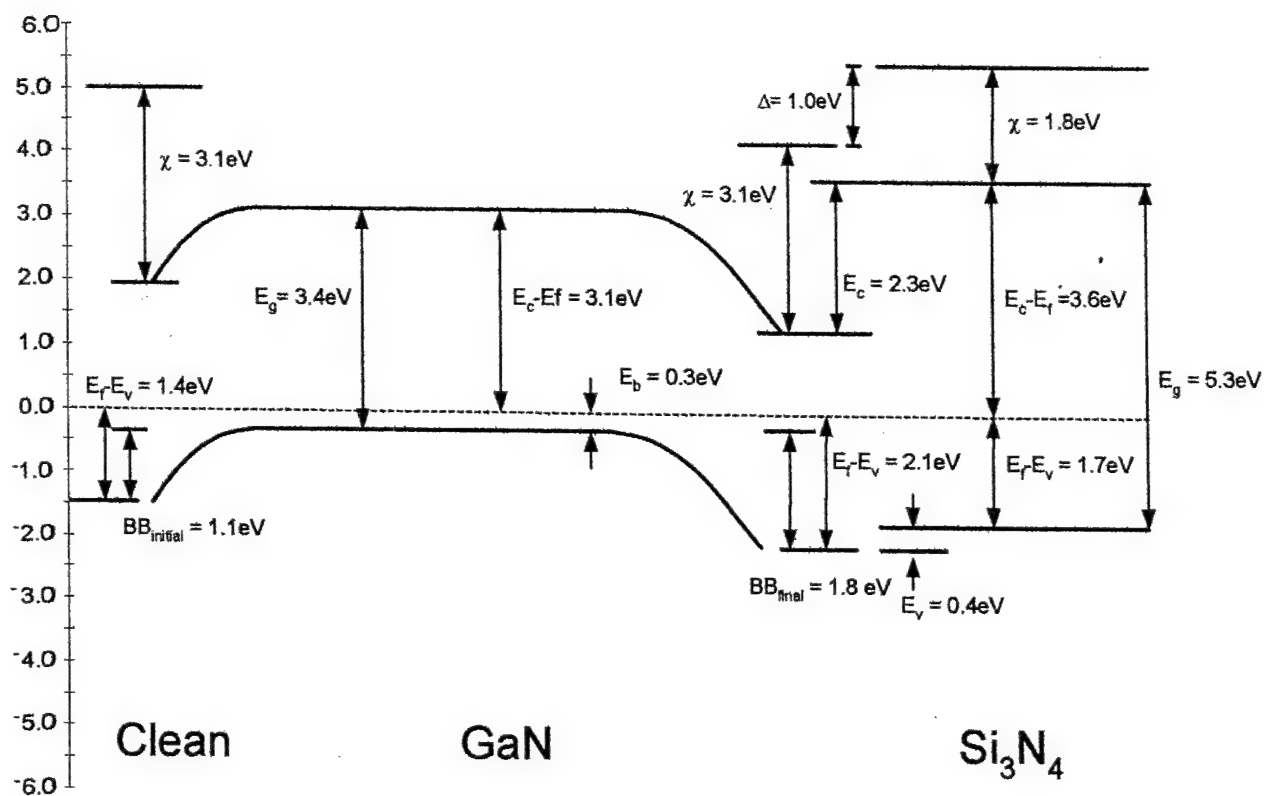 6.0
5.0
4.0
3.0
2.0
1.0
0.0
-1.0
-2.0
-3.0
-4.0
-5.0
-6.0
χ = 3.1eV
E_f-E_v = 1.4eV
BB_initial = 1.1eV
E_g= 3.4eV
E_c-Ef = 3.1eV
E_b = 0.3eV
Δ= 1.0eV
χ = 3.1eV
χ = 1.8eV
E_c = 2.3eV
E_c-E_f =3.6eV
E_g = 5.3eV
E_f-E_v = 2.1eV
E_f-E_v = 1.7eV
BB_final = 1.8 eV
E_v = 0.4eV
Clean
GaN
Si₃N₄